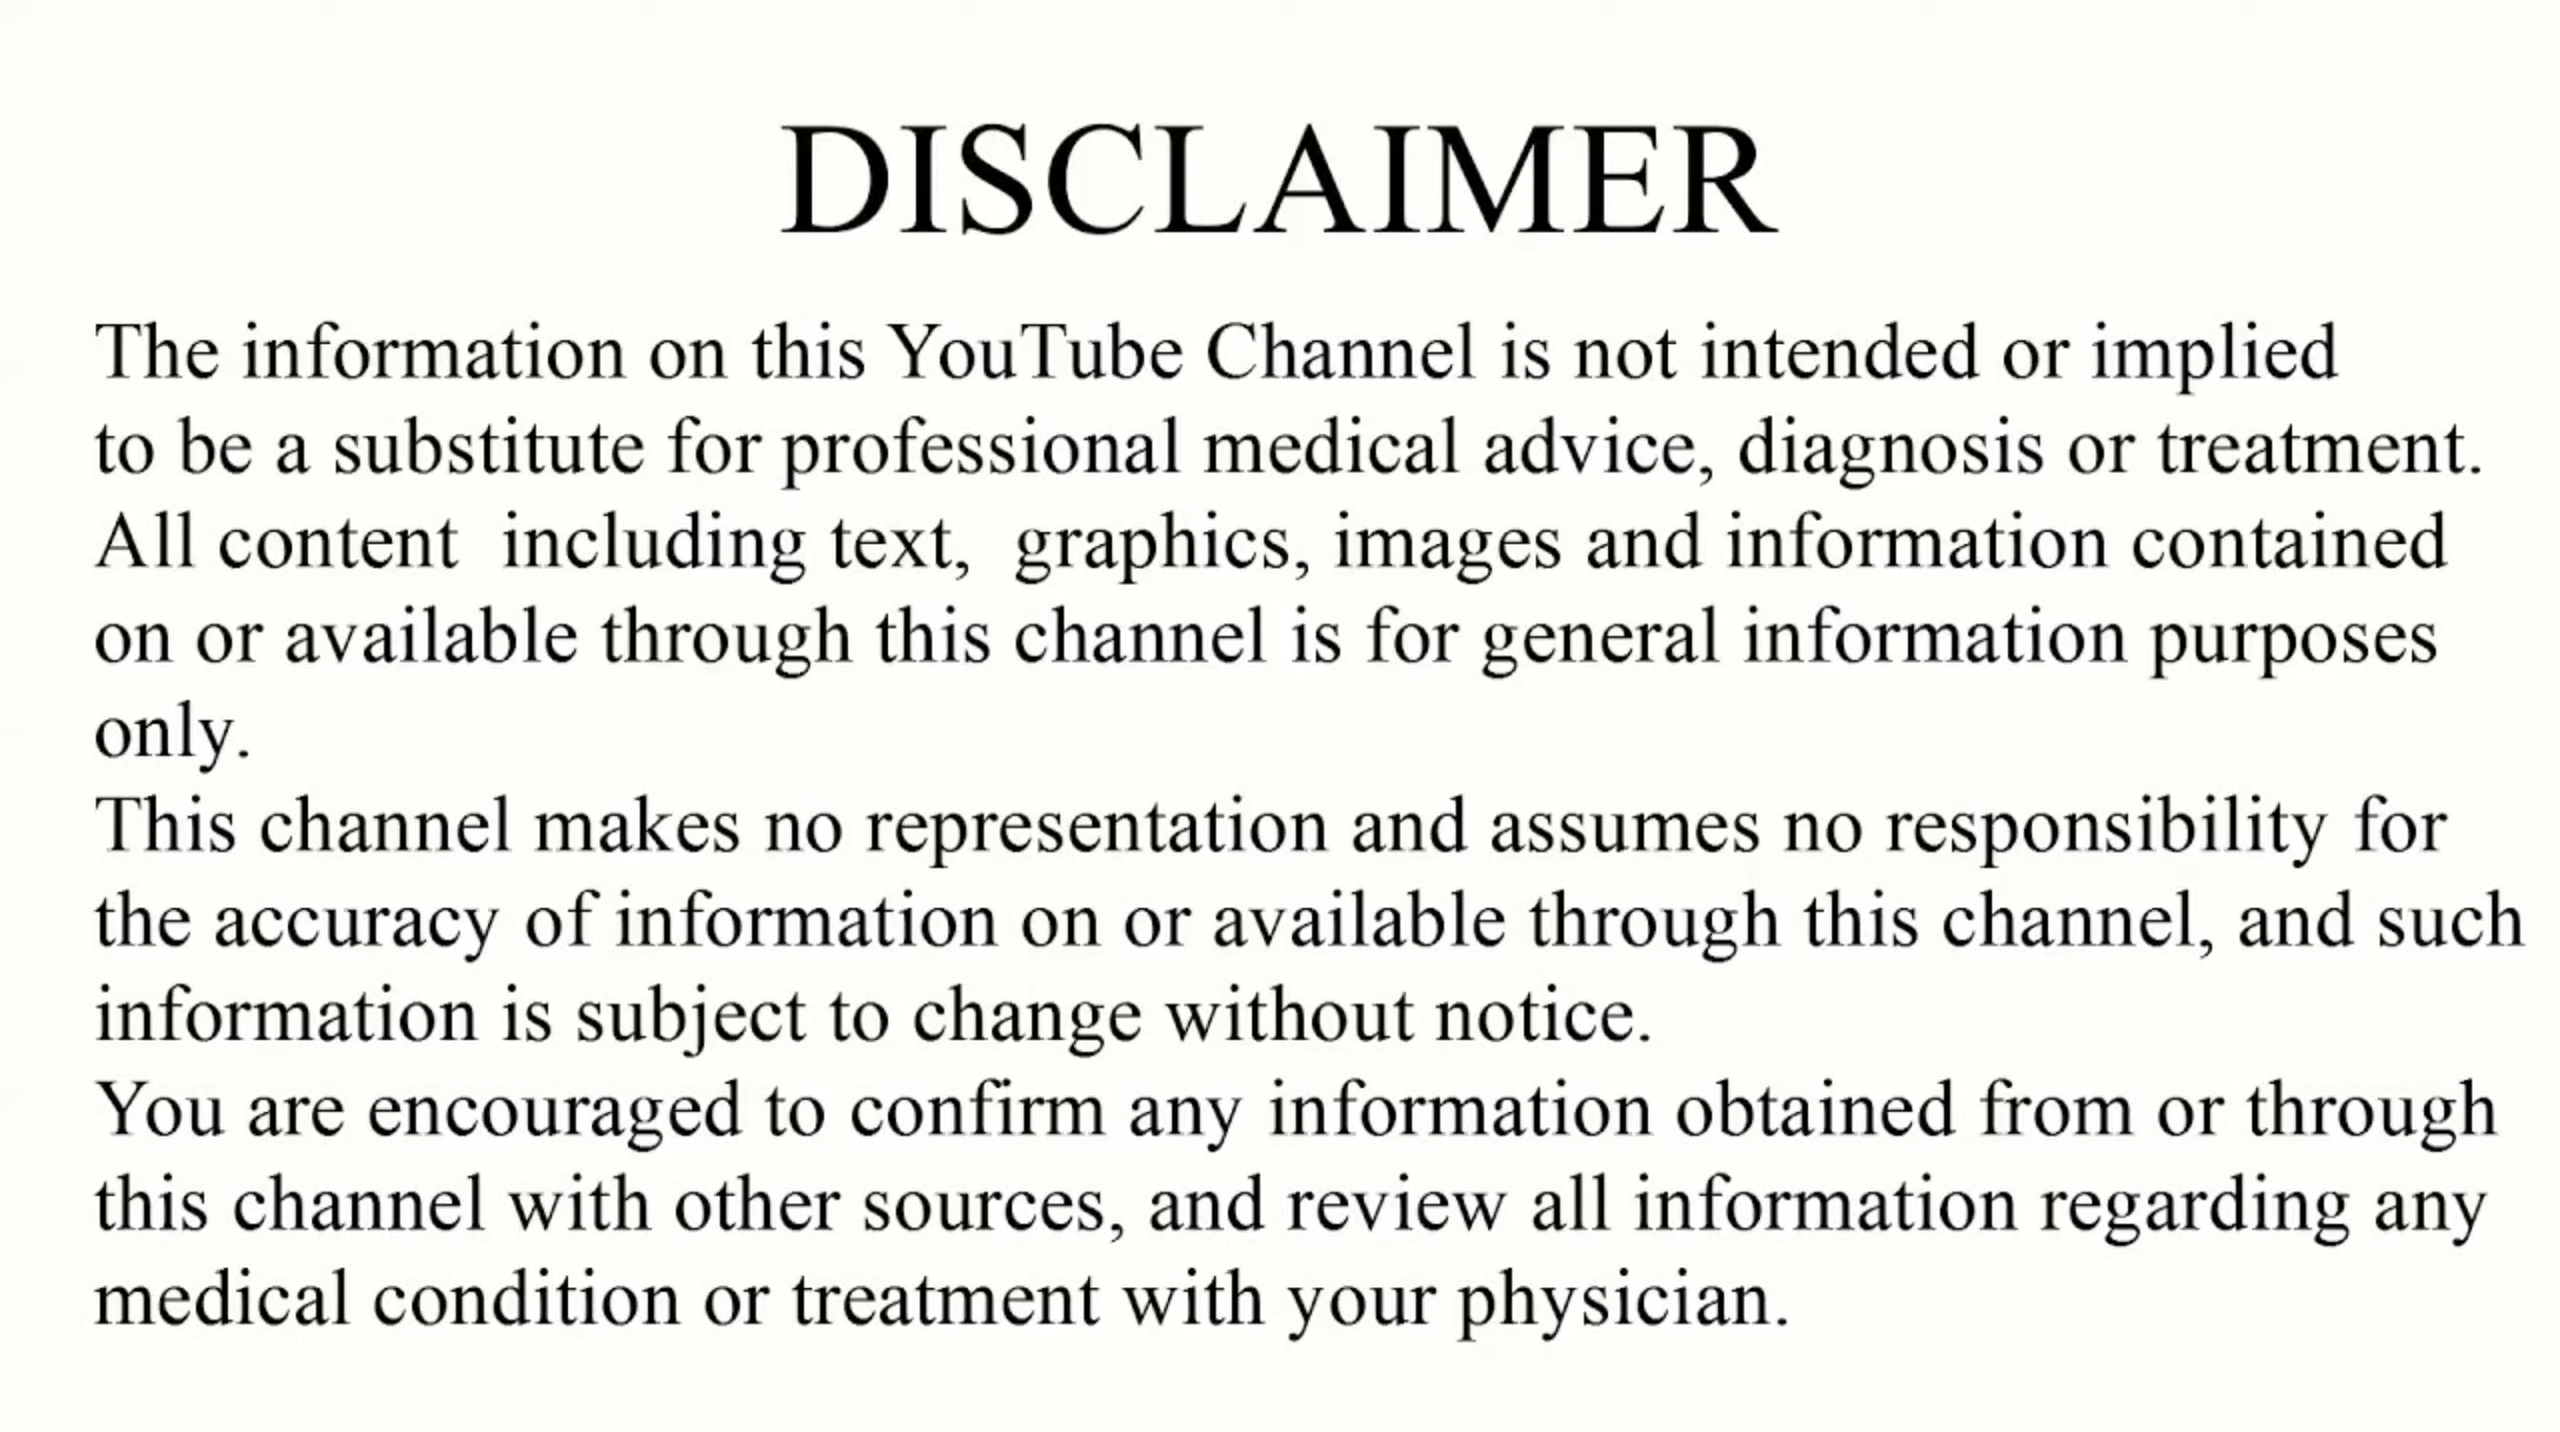 DISCLAIMER
The information on this YouTube Channel is not intended or implied
to be a substitute for professional medical advice, diagnosis or treatment.
All content  including text,  graphics, images and information contained
on or available through this channel is for general information purposes
only.
This channel makes no representation and assumes no responsibility for
the accuracy of information on or available through this channel, and such
information is subject to change without notice.
You are encouraged to confirm any information obtained from or through
this channel with other sources, and review all information regarding any
medical condition or treatment with your physician.